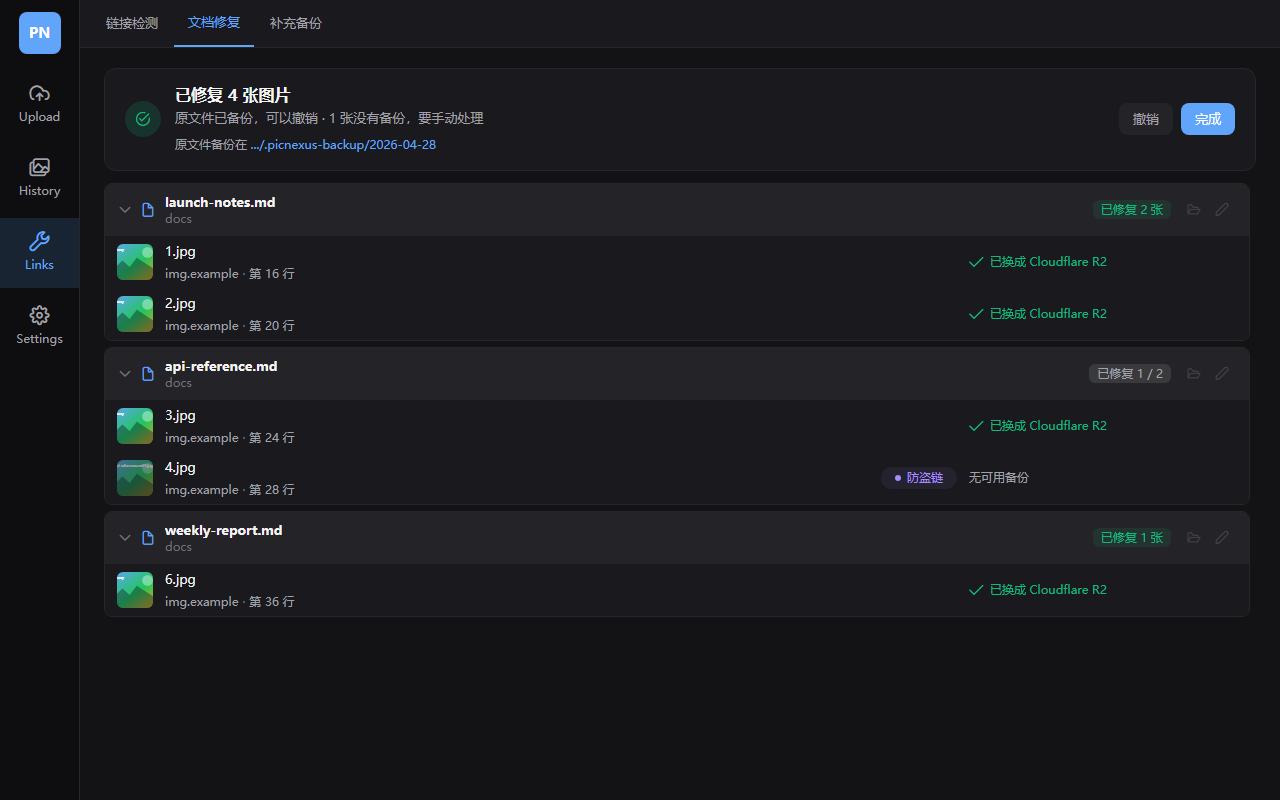 PN
Upload
History
Links
Settings
链接检测
文档修复
补充备份
已修复 4 张图片
原文件已备份，可以撤销 · 1 张没有备份，要手动处理
原文件备份在 .../.picnexus-backup/2026-04-28
撤销
完成
launch-notes.md
docs
已修复 2 张
1.jpg
img.example · 第 16 行
已换成 Cloudflare R2
2.jpg
img.example · 第 20 行
已换成 Cloudflare R2
api-reference.md
docs
已修复 1 / 2
3.jpg
img.example · 第 24 行
已换成 Cloudflare R2
4.jpg
img.example · 第 28 行
防盗链
无可用备份
weekly-report.md
docs
已修复 1 张
6.jpg
img.example · 第 36 行
已换成 Cloudflare R2